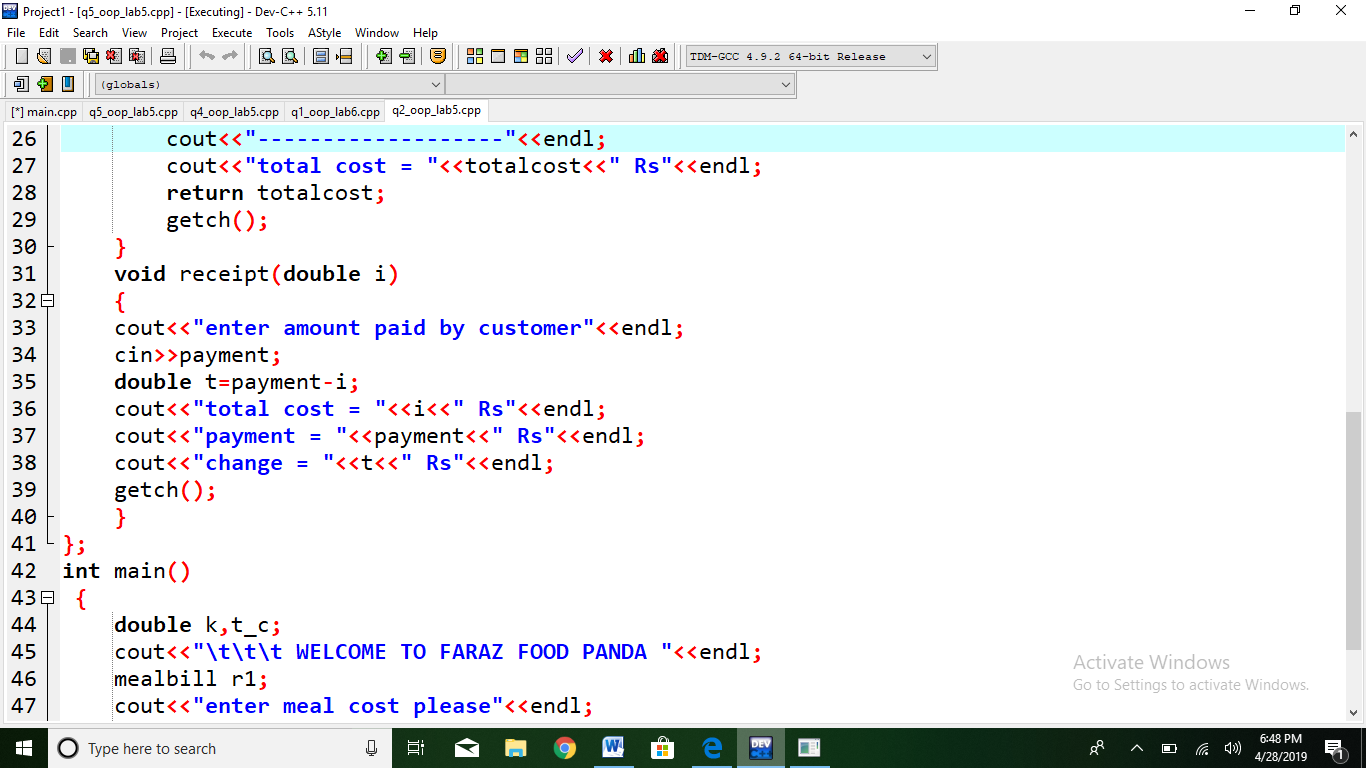 Project1 - [q5_oop_lab5.cpp] - [Executing] - Dev-C++ 5.11
File Edit Search View Project Execute Tools AStyle Window Help
TDM-GCC 4.9.2 64-bit Release
(globals)
[*] main.cpp q5_oop_lab5.cpp q4_oop_lab5.cpp q1_oop_lab6.cpp q2_oop_lab5.cpp
26 cout<<"-------------------"<<endl;
27 cout<<"total cost = "<<totalcost<<" Rs"<<endl;
28 return totalcost;
29 getch();
30 }
31 void receipt(double i)
32 {
33 cout<<"enter amount paid by customer"<<endl;
34 cin>>payment;
35 double t=payment-i;
36 cout<<"total cost = "<<i<<" Rs"<<endl;
37 cout<<"payment = "<<payment<<" Rs"<<endl;
38 cout<<"change = "<<t<<" Rs"<<endl;
39 getch();
40 }
41 };
42 int main()
43 {
44 double k,t_c;
45 cout<<"\t\t\t WELCOME TO FARAZ FOOD PANDA "<<endl;
46 mealbill r1;
47 cout<<"enter meal cost please"<<endl;
Activate Windows
Go to Settings to activate Windows.
Type here to search
DEV
6:48 PM
4/28/2019
1